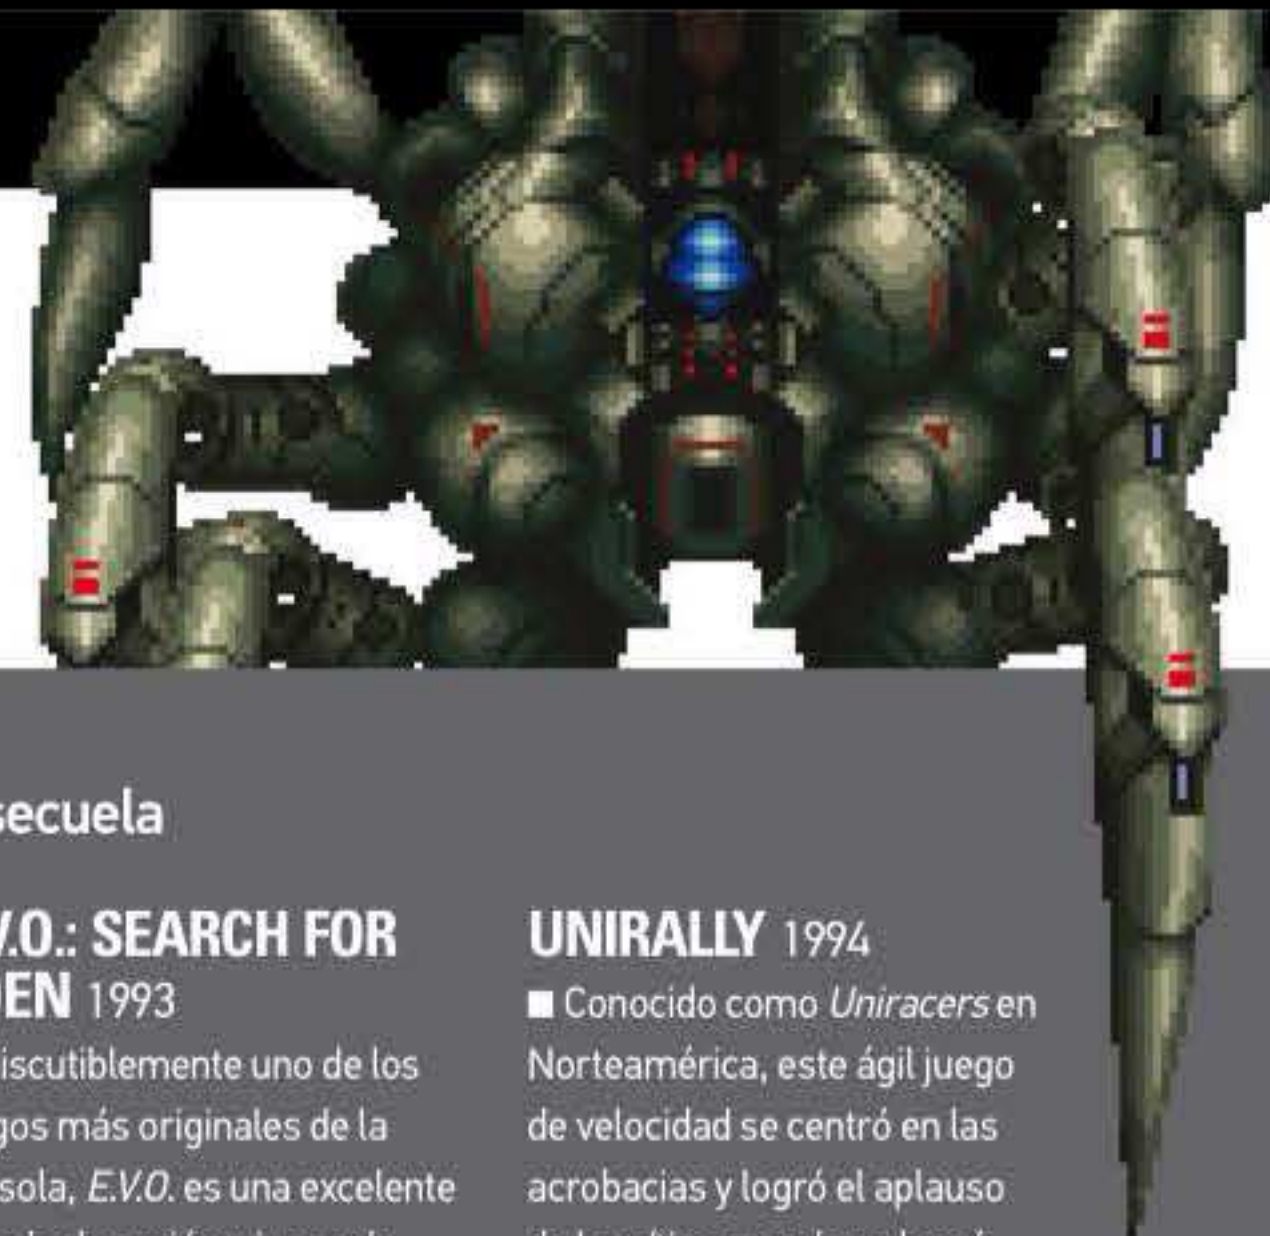 secuela
V.O.: SEARCH FOR
DEN 1993
iscutiblemente uno de los
gos más originales de la
sola, E.V.O. es una excelente
UNIRALLY 1994
■ Conocido como Uniracers en
Norteamérica, este ágil juego
de velocidad se centró en las
acrobacias y logró el aplauso